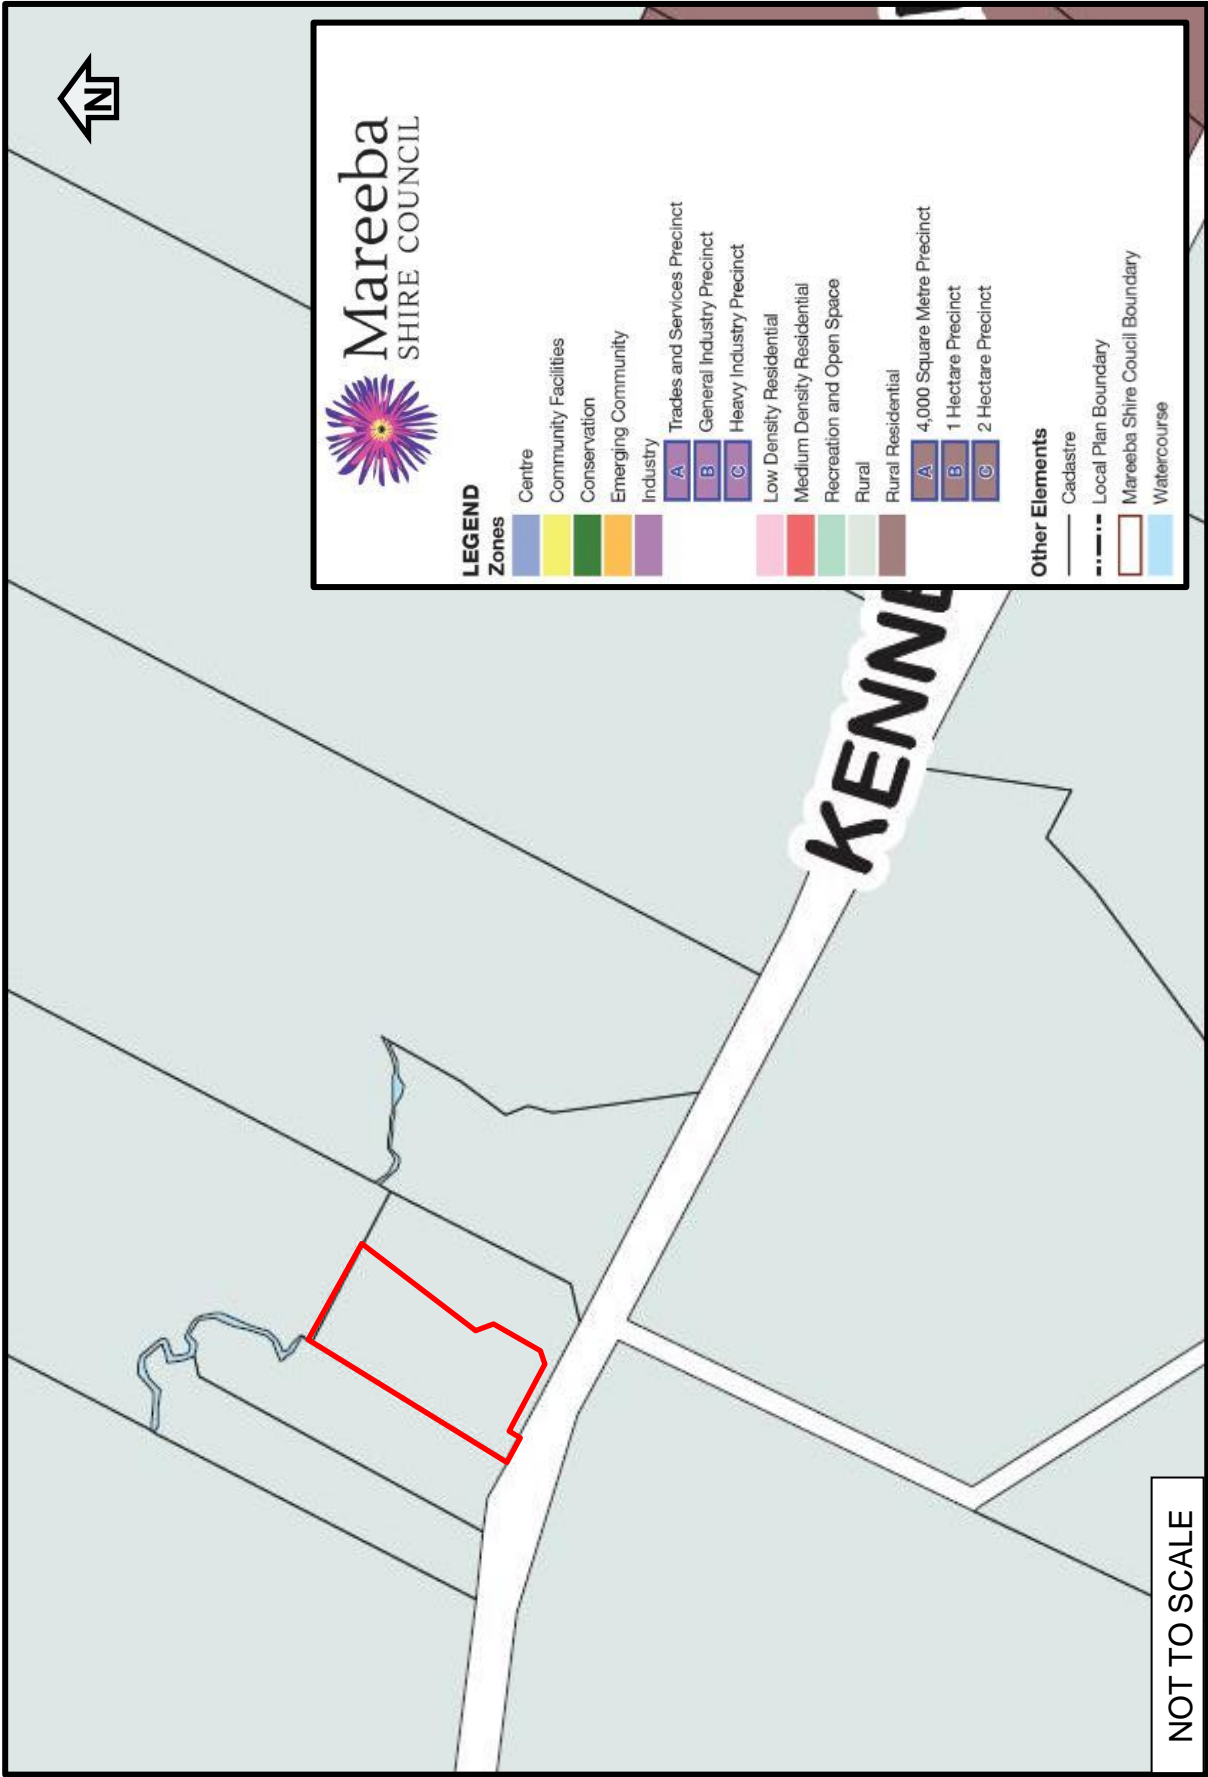 N
Mareeba
SHIRE COUNCIL
LEGEND
Zones
Centre
Community Facilities
Conservation
Emerging Community
Industry
A Trades and Services Precinct
B General Industry Precinct
C Heavy Industry Precinct
Low Density Residential
Medium Density Residential
Recreation and Open Space
Rural
Rural Residential
A 4,000 Square Metre Precinct
B 1 Hectare Precinct
C 2 Hectare Precinct
Other Elements
Cadastre
Local Plan Boundary
Mareeba Shire Coucil Boundary
Watercourse
KENNE
NOT TO SCALE